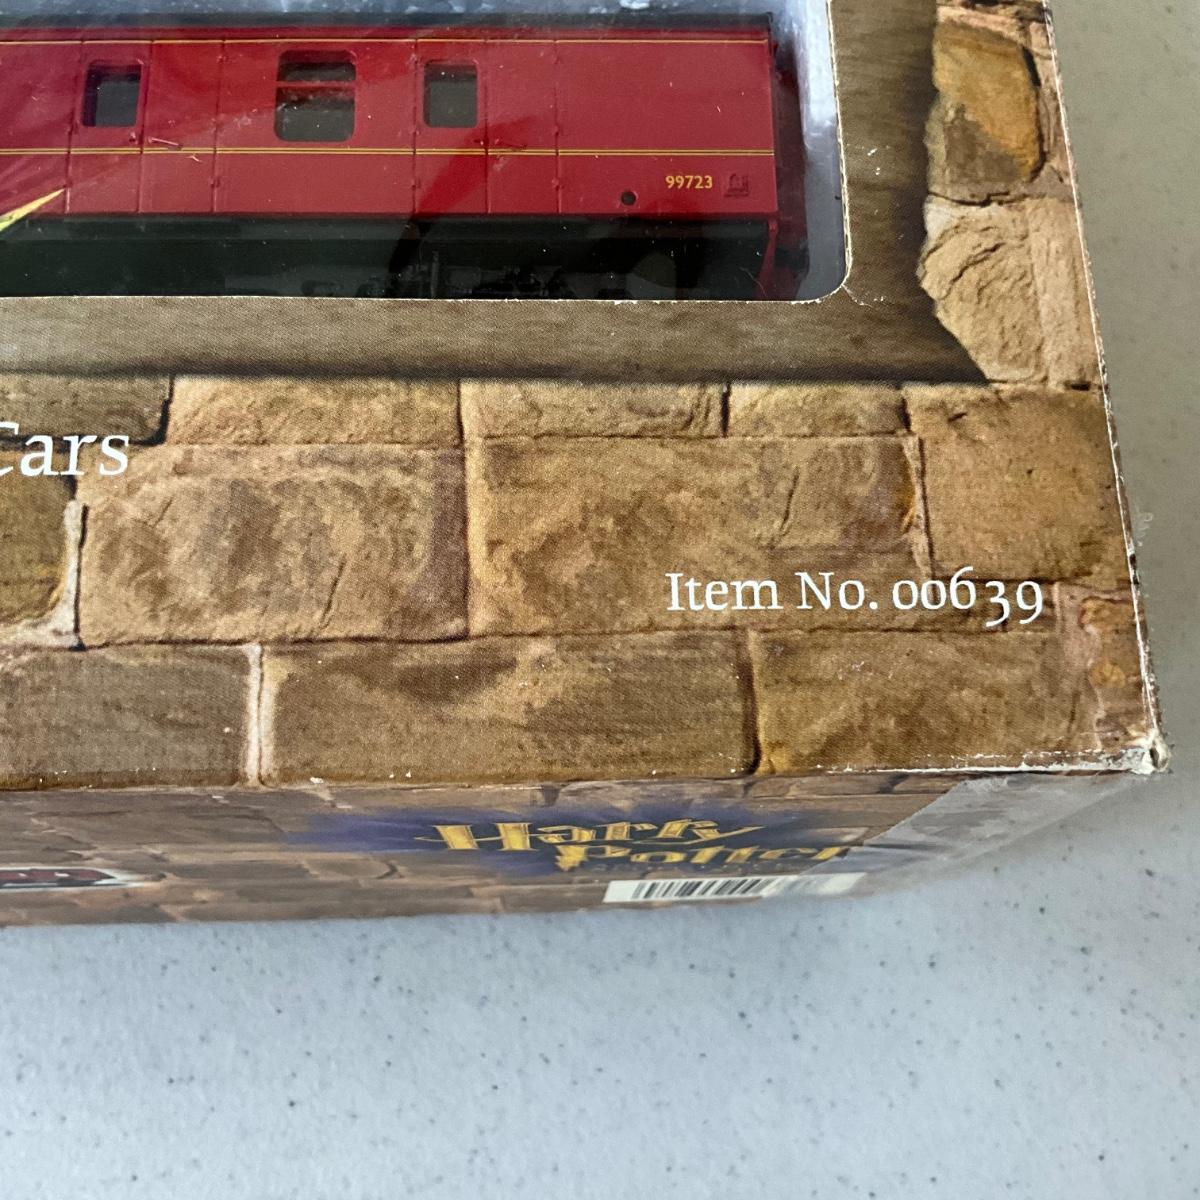 99723
Cars
Item No. 00639
Harry
Potter